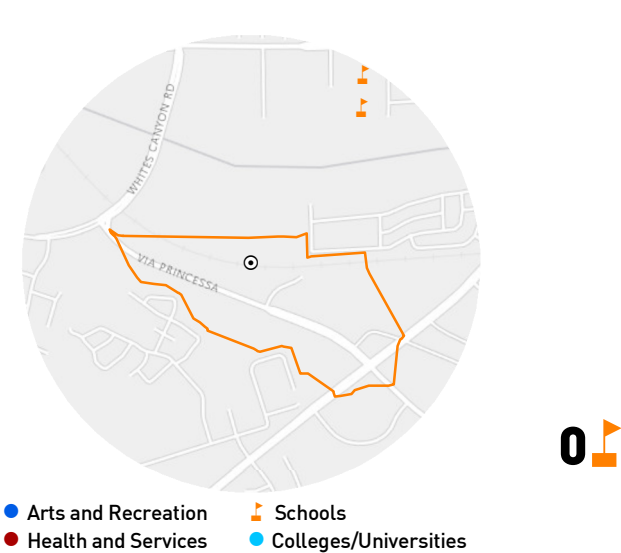 WHITES CANYON RD
VIA PRINCESSA
0
Arts and Recreation
Schools
Health and Services
Colleges/Universities